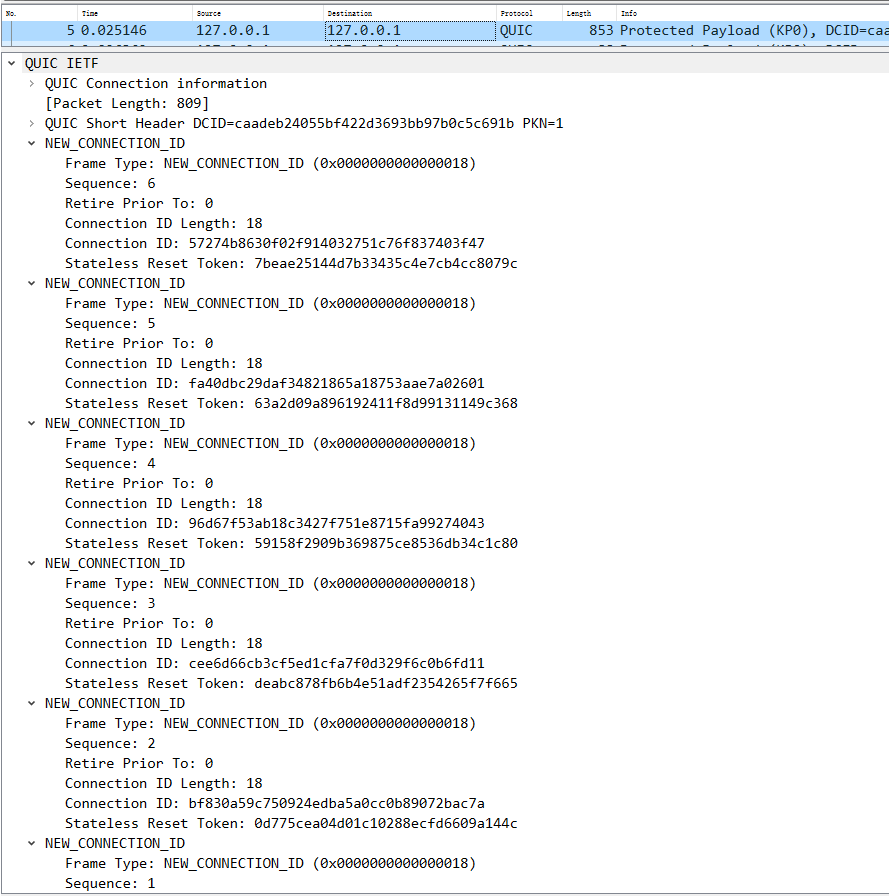 No. Time Source Destination Protocol Length Info
5 0.025146 127.0.0.1 127.0.0.1 QUIC 853 Protected Payload (KP0), DCID=caa
QUIC IETF
QUIC Connection information
[Packet Length: 809]
QUIC Short Header DCID=caadeb24055bf422d3693bb97b0c5c691b PKN=1
NEW_CONNECTION_ID
Frame Type: NEW_CONNECTION_ID (0x0000000000000018)
Sequence: 6
Retire Prior To: 0
Connection ID Length: 18
Connection ID: 57274b8630f02f914032751c76f837403f47
Stateless Reset Token: 7beae25144d7b33435c4e7cb4cc8079c
NEW_CONNECTION_ID
Frame Type: NEW_CONNECTION_ID (0x0000000000000018)
Sequence: 5
Retire Prior To: 0
Connection ID Length: 18
Connection ID: fa40dbc29daf34821865a18753aae7a02601
Stateless Reset Token: 63a2d09a896192411f8d99131149c368
NEW_CONNECTION_ID
Frame Type: NEW_CONNECTION_ID (0x0000000000000018)
Sequence: 4
Retire Prior To: 0
Connection ID Length: 18
Connection ID: 96d67f53ab18c3427f751e8715fa99274043
Stateless Reset Token: 59158f2909b369875ce8536db34c1c80
NEW_CONNECTION_ID
Frame Type: NEW_CONNECTION_ID (0x0000000000000018)
Sequence: 3
Retire Prior To: 0
Connection ID Length: 18
Connection ID: cee6d66cb3cf5ed1cfa7f0d329f6c0b6fd11
Stateless Reset Token: deabc878fb6b4e51adf2354265f7f665
NEW_CONNECTION_ID
Frame Type: NEW_CONNECTION_ID (0x0000000000000018)
Sequence: 2
Retire Prior To: 0
Connection ID Length: 18
Connection ID: bf830a59c750924edba5a0cc0b89072bac7a
Stateless Reset Token: 0d775cea04d01c10288ecfd6609a144c
NEW_CONNECTION_ID
Frame Type: NEW_CONNECTION_ID (0x0000000000000018)
Sequence: 1